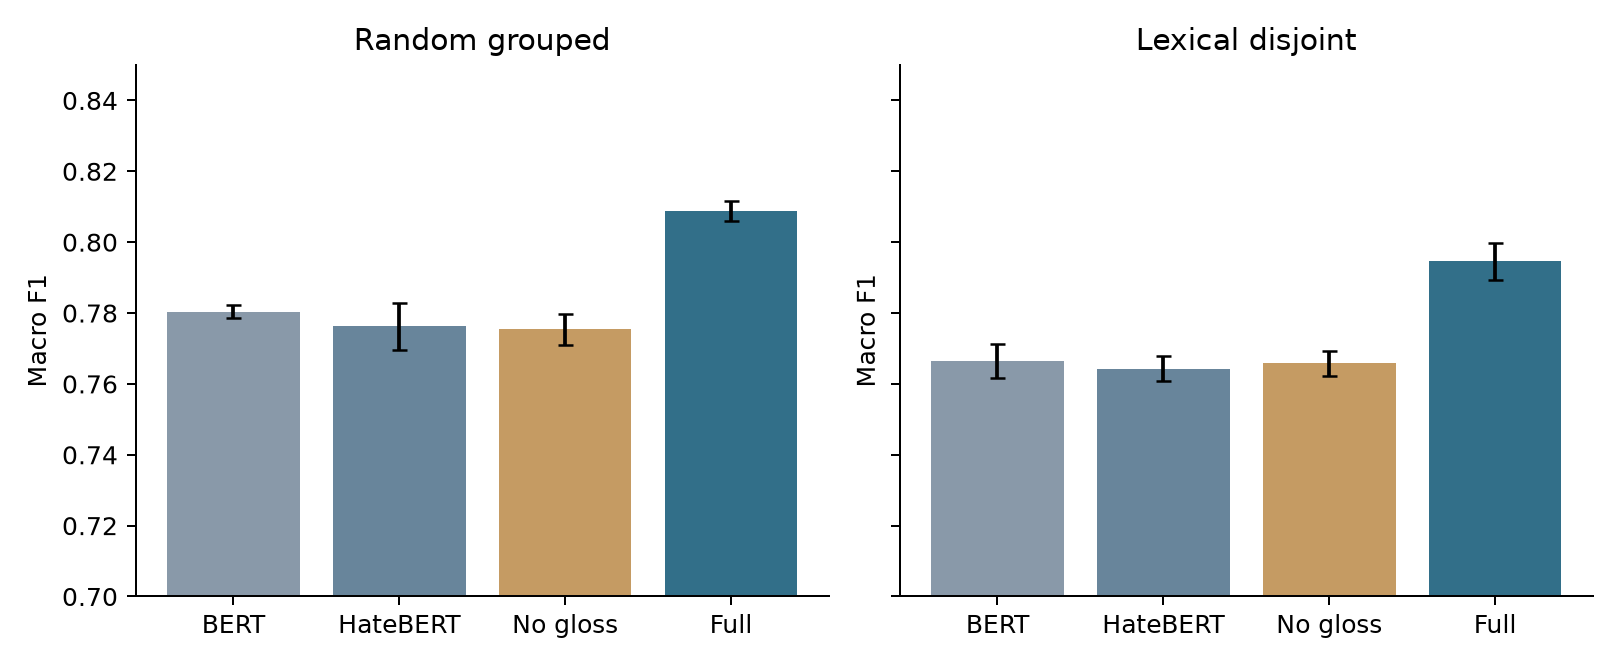 Random grouped
Macro F1
0.84
0.82
0.80
0.78
0.76
0.74
0.72
0.70
BERT HateBERT No gloss Full
Lexical disjoint
Macro F1
BERT HateBERT No gloss Full